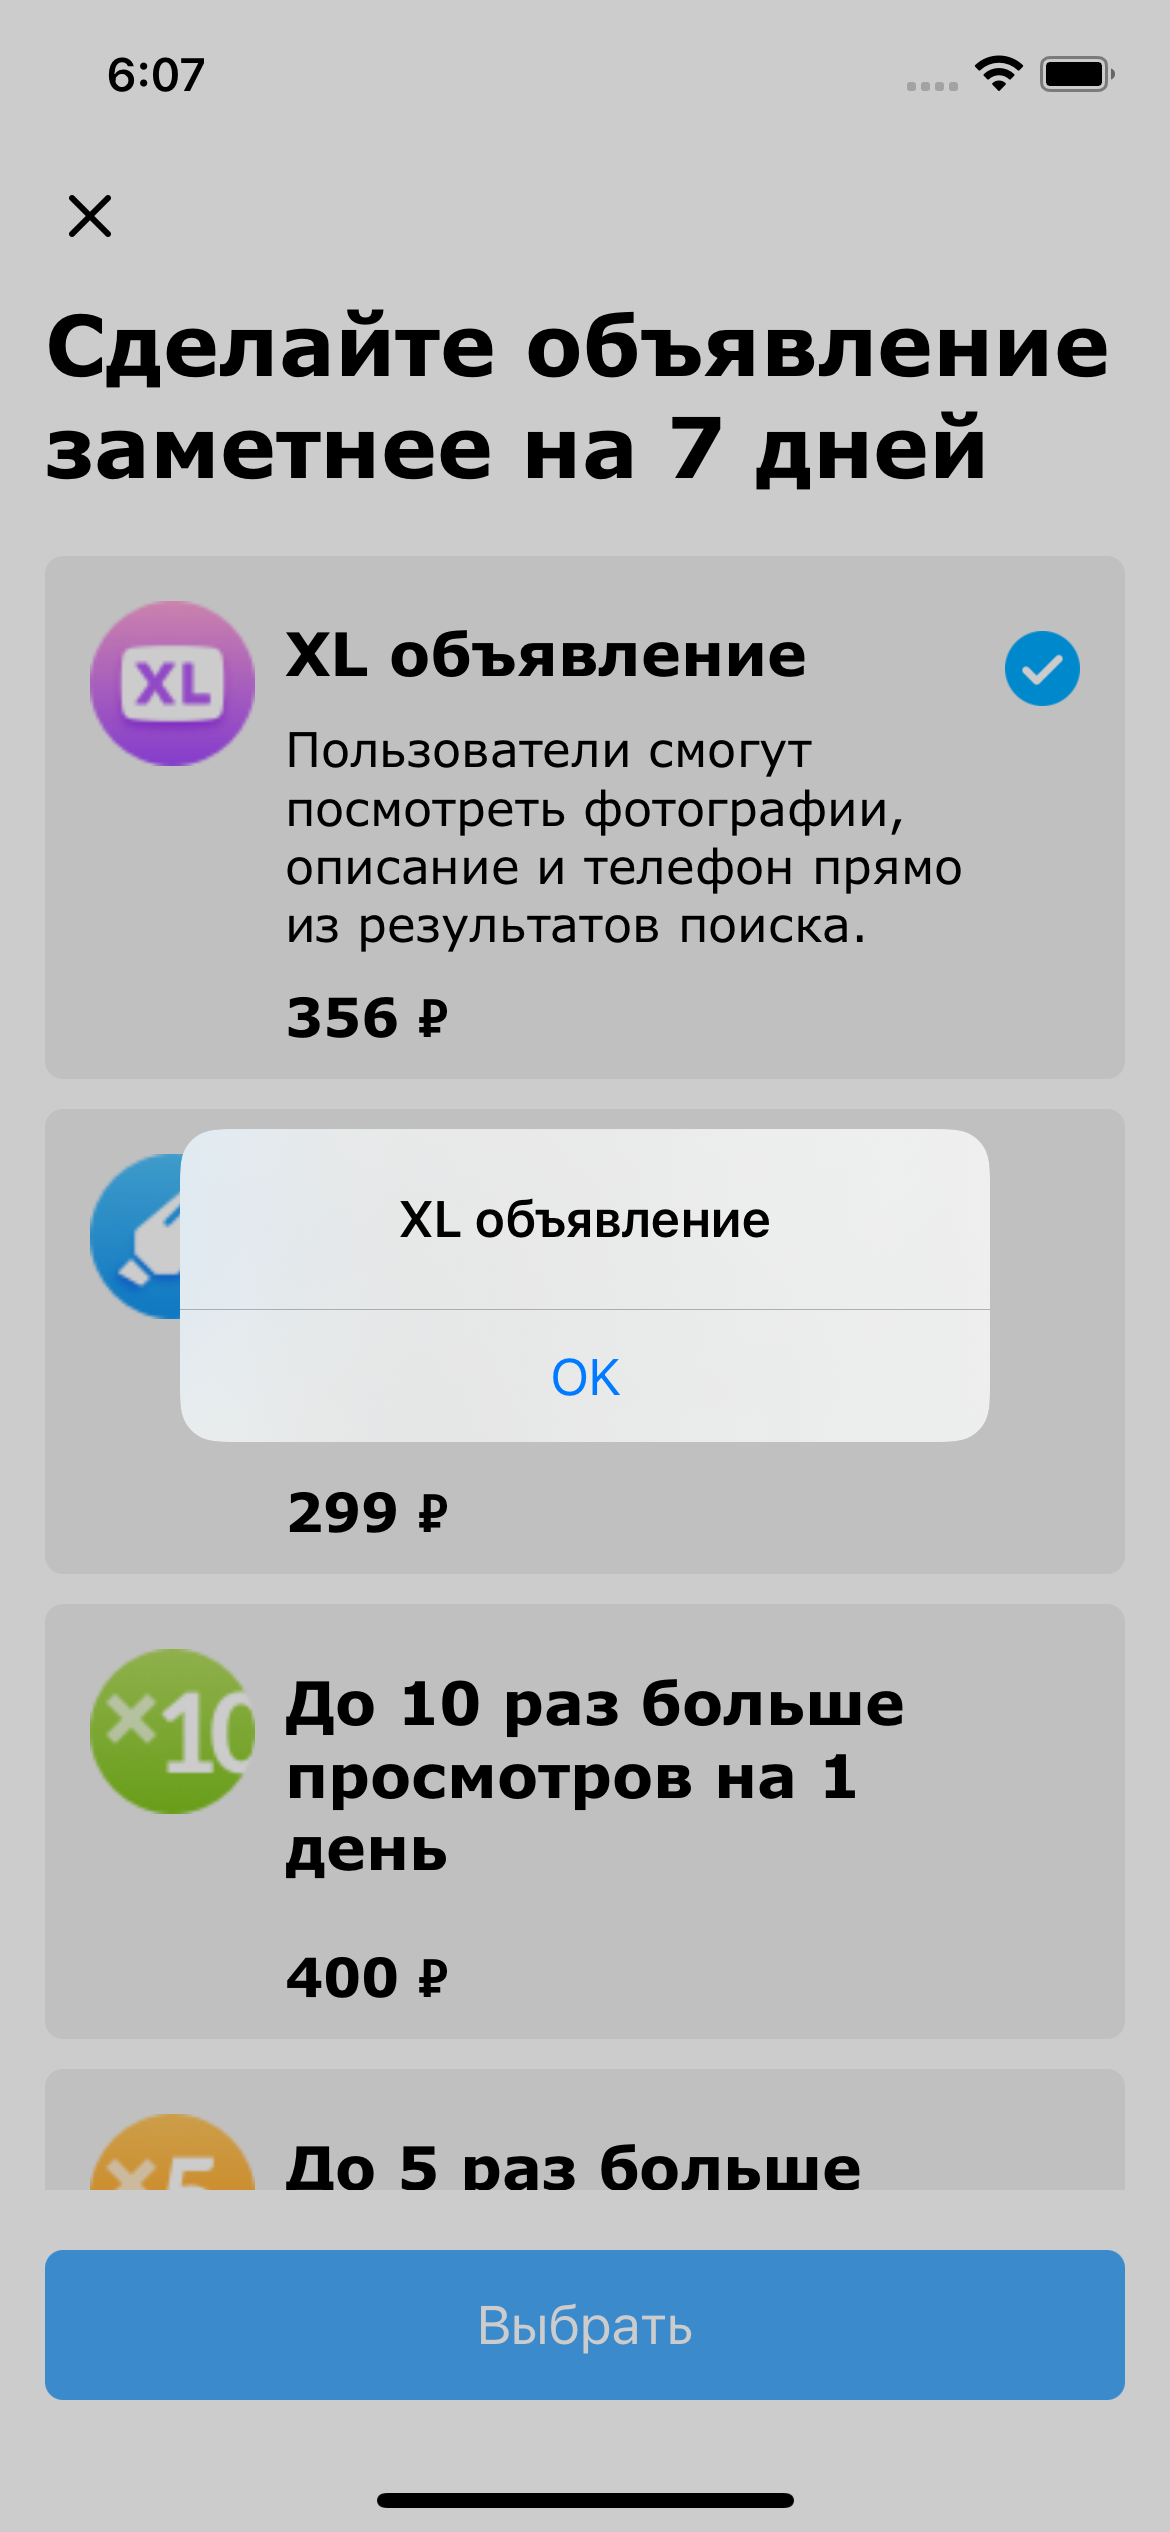 6:07
Сделайте объявление
заметнее на 7 дней
XL
XL объявление
Пользователи смогут
посмотреть фотографии,
описание и телефон прямо
из результатов поиска.
356 ₽
XL объявление
OK
299 ₽
×10
До 10 раз больше
просмотров на 1
день
400 ₽
×5
До 5 раз больше
Выбрать